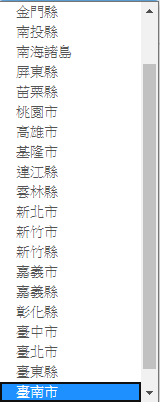 金門縣
南投縣
南海諸島
屏東縣
苗栗縣
桃園市
高雄市
基隆市
連江縣
雲林縣
新北市
新竹市
新竹縣
嘉義市
嘉義縣
彰化縣
臺中市
臺北市
臺東縣
臺南市